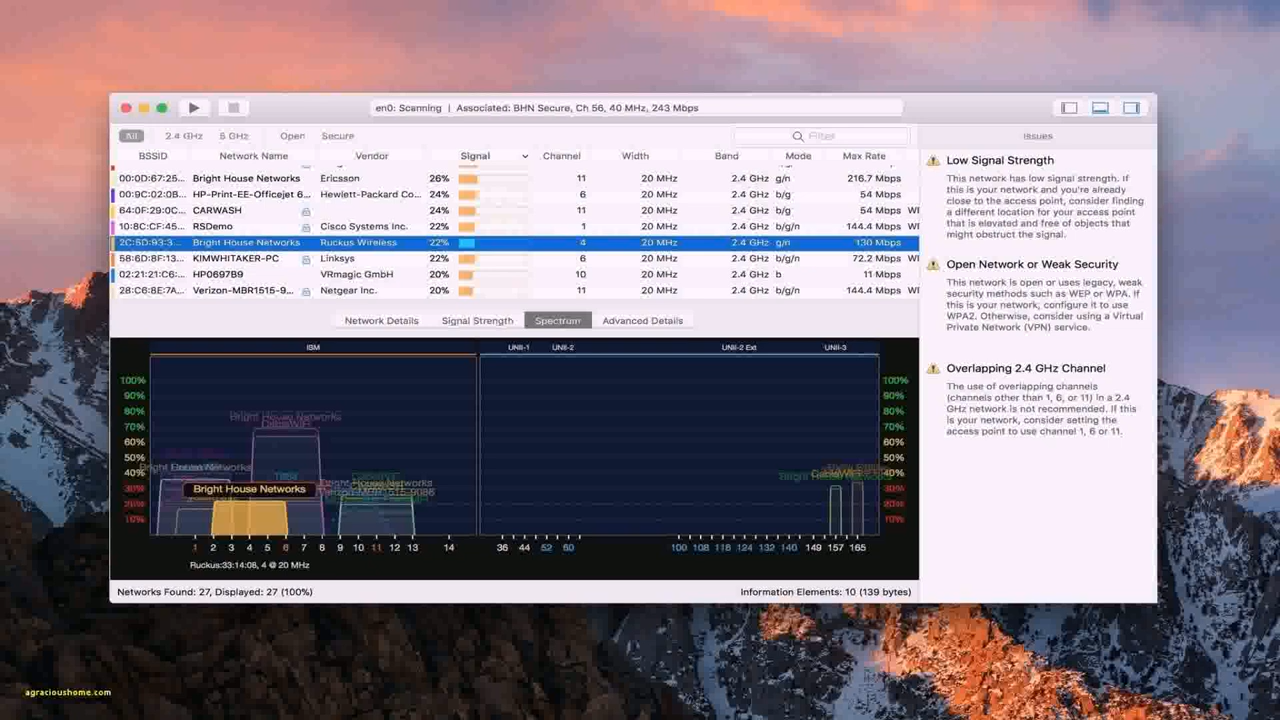 en0: Scanning | Associated: BHN Secure, Ch 56, 40 MHz, 243 Mbps
All 2.4 GHz 5 GHz Open Secure Filter
BSSID Network Name Vendor Signal Channel Width Band Mode Max Rate
00:0D:67:25... Bright House Networks Ericsson 26% 11 20 MHz 2.4 GHz g/n 216.7 Mbps
00:9C:02:0B... HP-Print-EE-Officejet 6... Hewlett-Packard Co... 24% 6 20 MHz 2.4 GHz b/g 54 Mbps
64:0F:29:0C... CARWASH 24% 11 20 MHz 2.4 GHz b/g 54 Mbps WI
10:8C:CF:45... RSDemo Cisco Systems Inc. 22% 1 20 MHz 2.4 GHz b/g/n 144.4 Mbps WI
2C:5D:93:3... Bright House Networks Ruckus Wireless 22% 4 20 MHz 2.4 GHz g/n 130 Mbps
58:6D:8F:13... KIMWHITAKER-PC Linksys 22% 6 20 MHz 2.4 GHz b/g/n 72.2 Mbps WI
02:21:21:C6:... HP0697B9 VRmagic GmbH 20% 10 20 MHz 2.4 GHz b 11 Mbps
28:C6:8E:7A... Verizon-MBR1515-9... Netgear Inc. 20% 11 20 MHz 2.4 GHz b/g/n 144.4 Mbps WI
Network Details Signal Strength Spectrum Advanced Details
ISM UNII-1 UNII-2 UNII-2 Ext UNII-3
100% 100%
90% 90%
80% 80%
Bright House Networks
CableWiFi
70% 70%
60% 60%
50% 50%
Bright House Networks
40% 40%
Bright House Networks
30% 30%
20% 20%
10% 10%
1 2 3 4 5 6 7 8 9 10 11 12 13 14 36 44 52 60 100 108 116 124 132 140 149 157 165
Ruckus:33:14:08, 4 @ 20 MHz
Networks Found: 27, Displayed: 27 (100%) Information Elements: 10 (139 bytes)
Issues
Low Signal Strength
This network has low signal strength. If
this is your network and you're already
close to the access point, consider finding
a different location for your access point
that is elevated and free of objects that
might obstruct the signal.
Open Network or Weak Security
This network is open or uses legacy, weak
security methods such as WEP or WPA. If
this is your network, configure it to use
WPA2. Otherwise, consider using a Virtual
Private Network (VPN) service.
Overlapping 2.4 GHz Channel
The use of overlapping channels
(channels other than 1, 6, or 11) in a 2.4
GHz network is not recommended. If this
is your network, consider setting the
access point to use channel 1, 6 or 11.
agracioushome.com